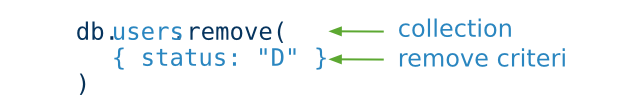 db.users.remove( collection
{ status: "D" } remove criteri
)